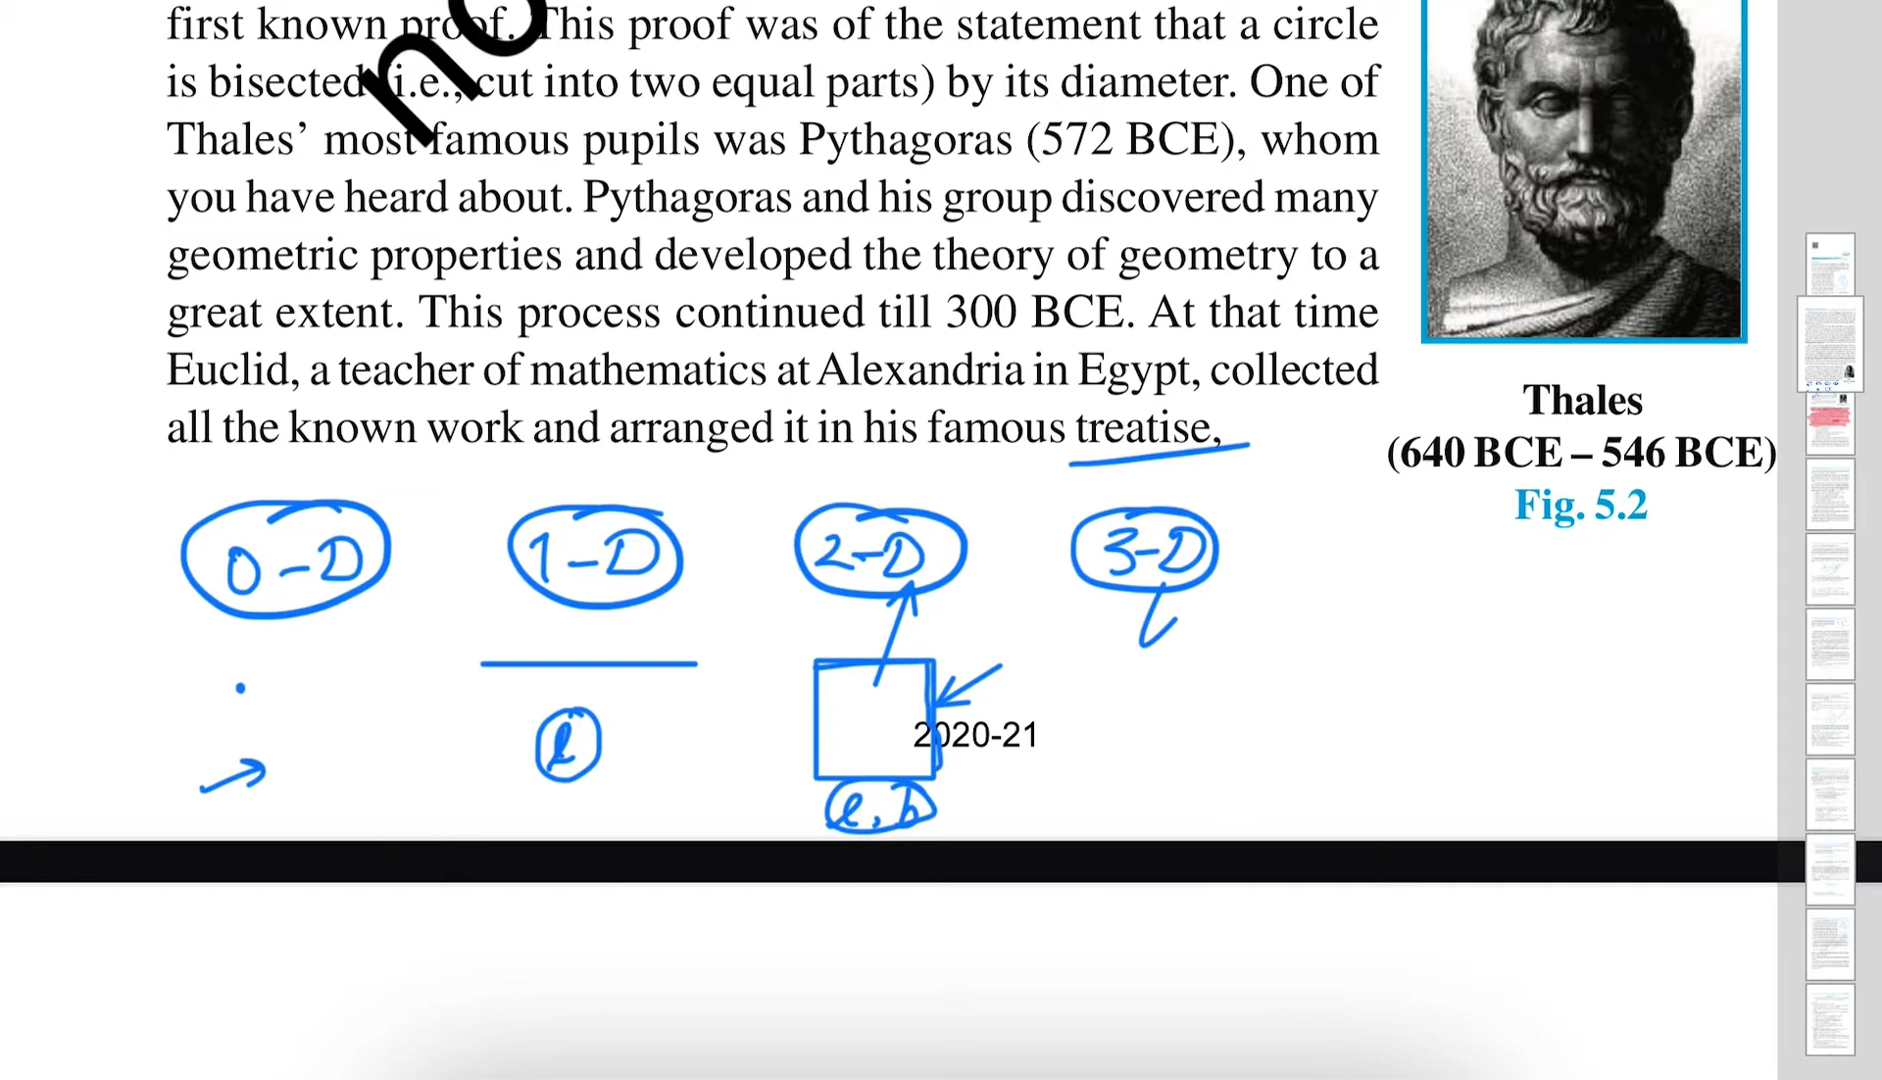 first known proof. This proof was of the statement that a circle
is bisected (i.e., cut into two equal parts) by its diameter. One of
Thales’ most famous pupils was Pythagoras (572 BCE), whom
you have heard about. Pythagoras and his group discovered many
geometric properties and developed the theory of geometry to a
great extent. This process continued till 300 BCE. At that time
Euclid, a teacher of mathematics at Alexandria in Egypt, collected
all the known work and arranged it in his famous treatise,
no
Thales
(640 BCE – 546 BCE)
Fig. 5.2
0-D 1-D 2-D 3-D
l
2020-21
l, b